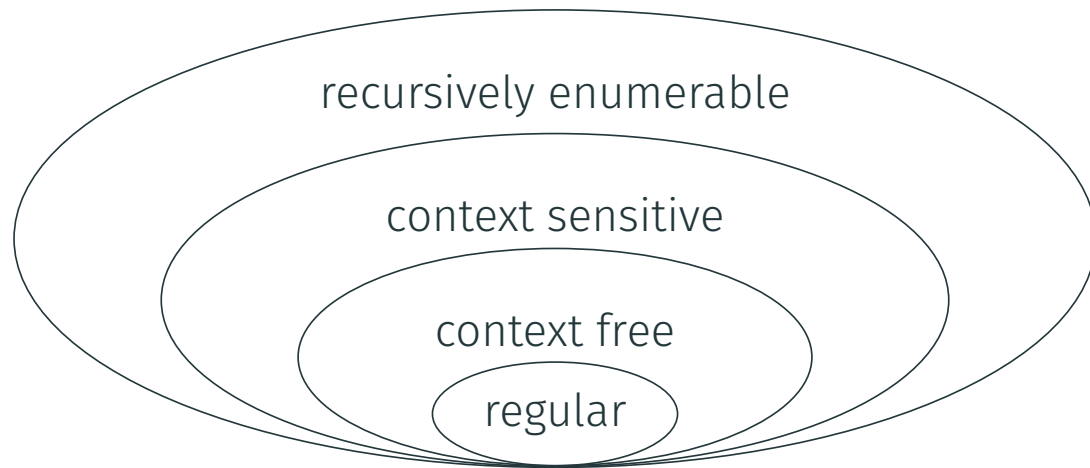 recursively enumerable
context sensitive
context free
regular